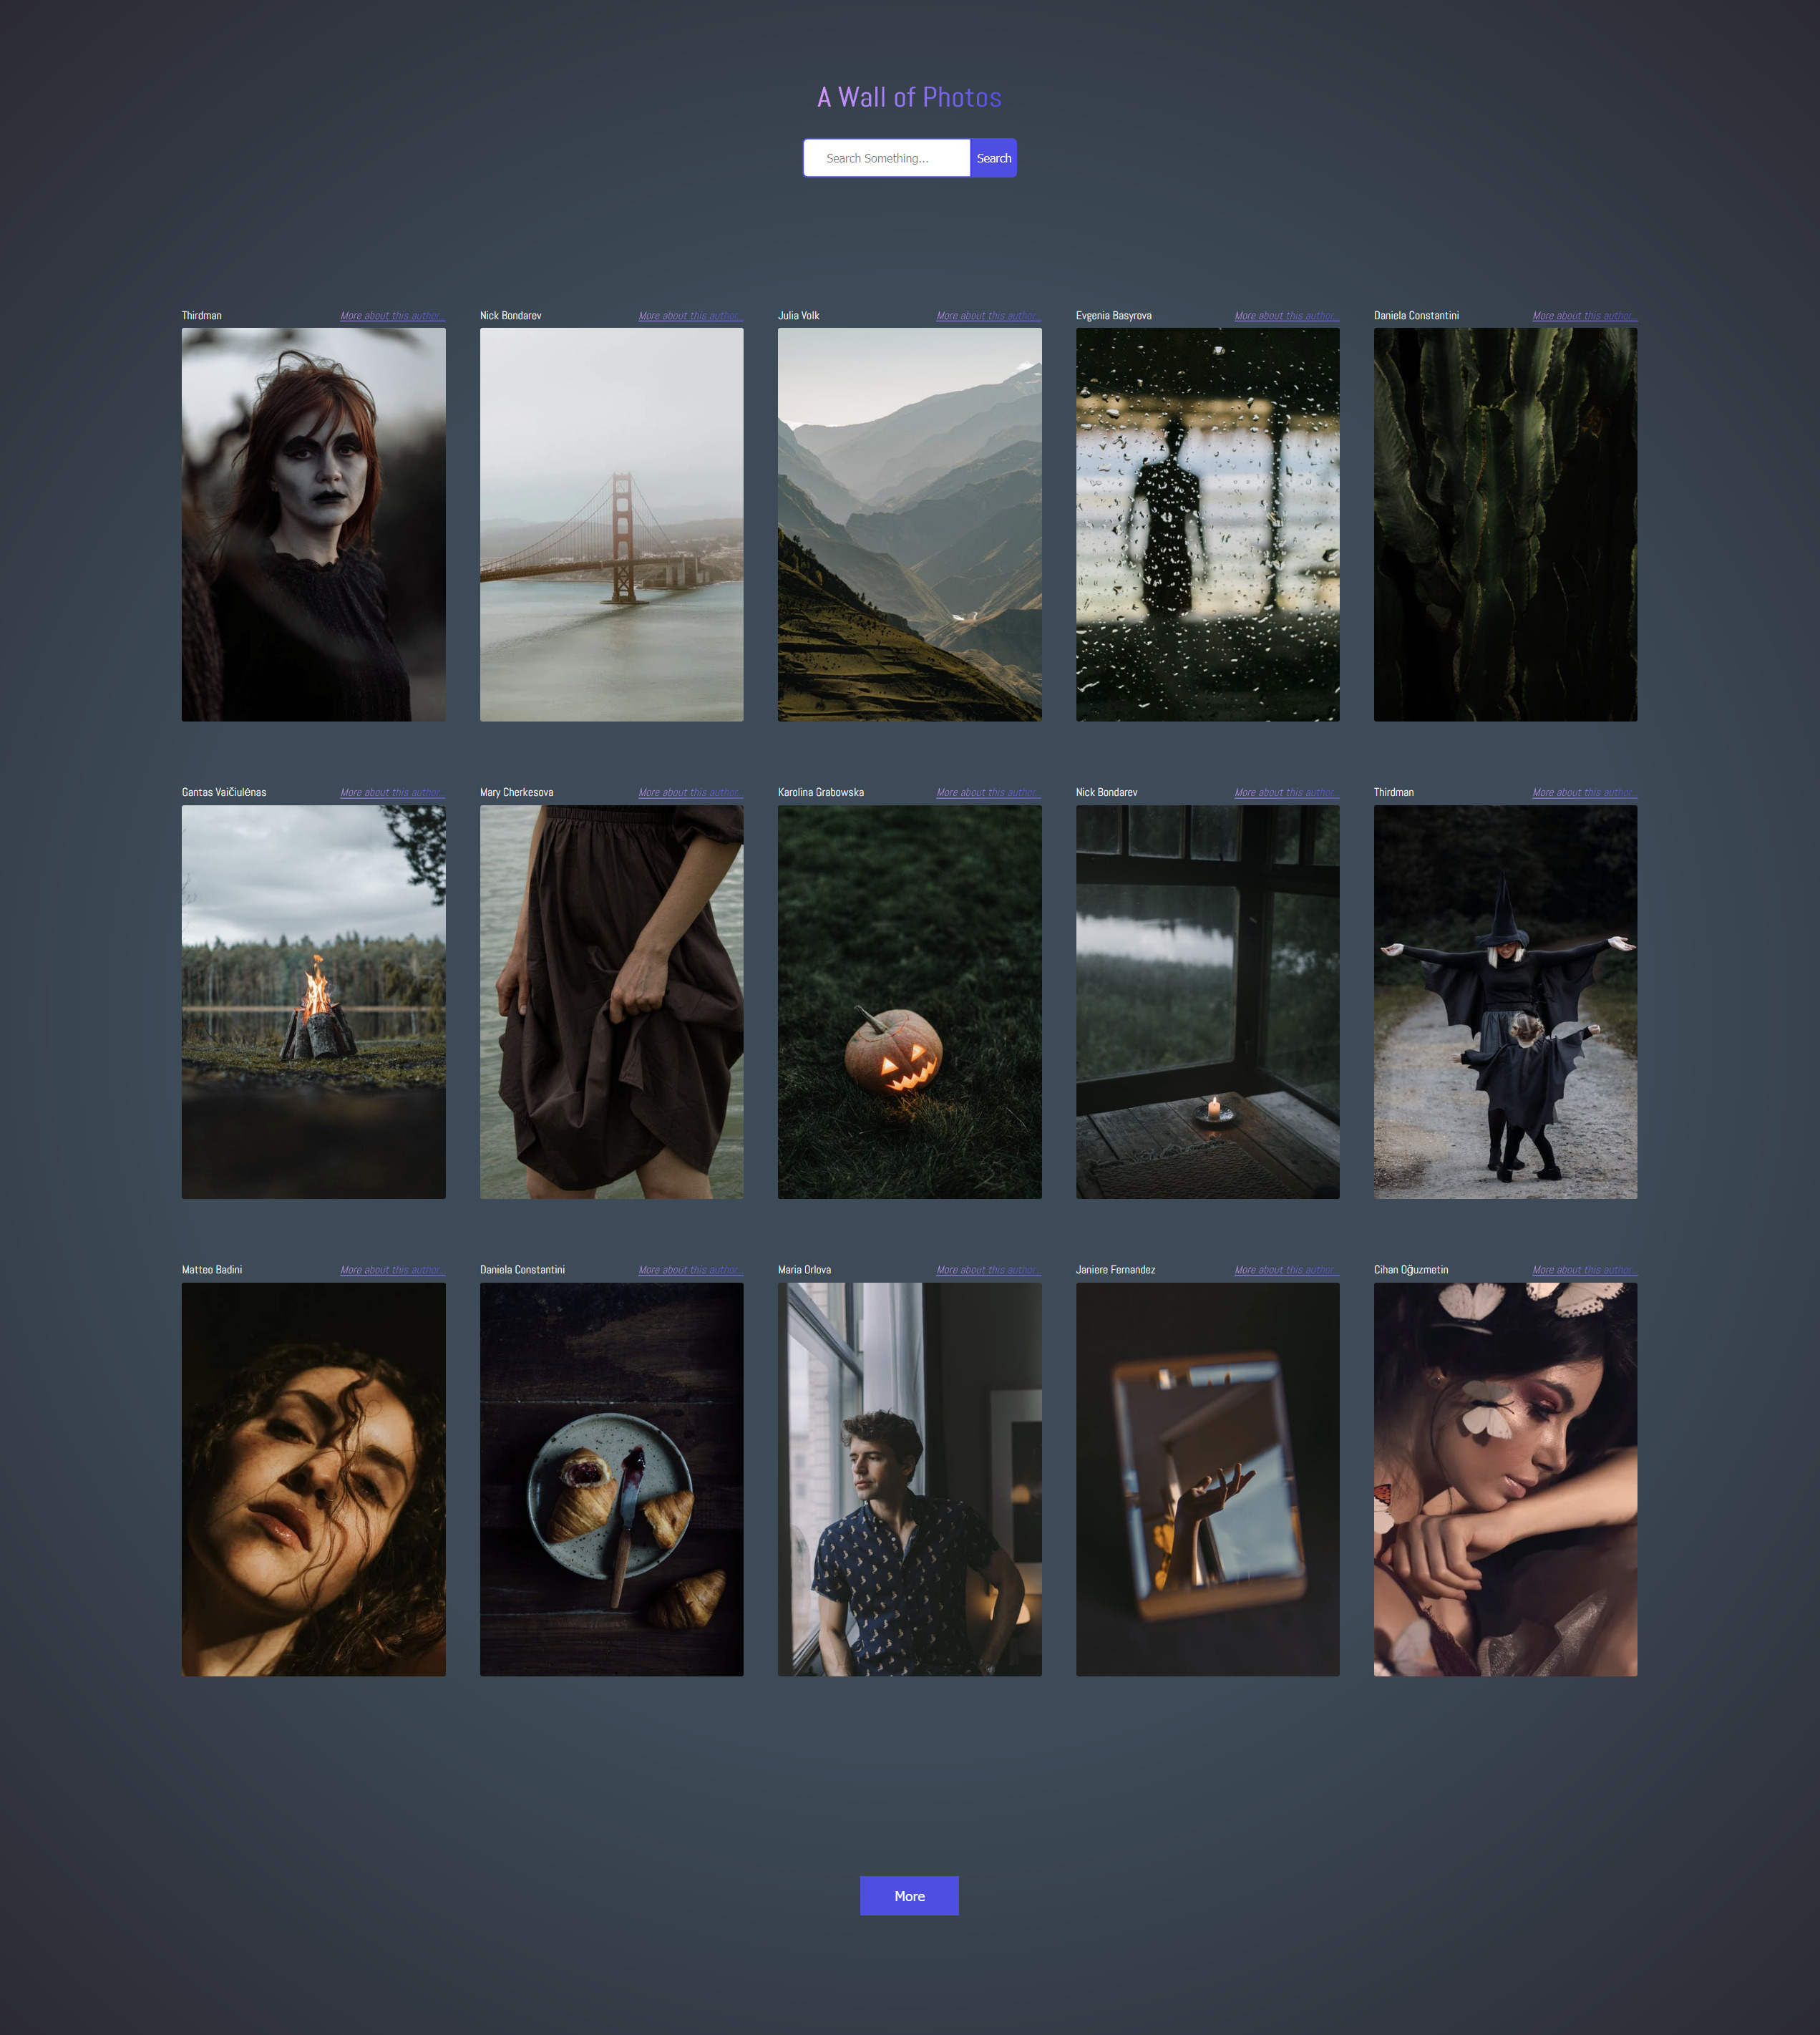 A Wall of Photos
Search Something...
Search
Thirdman More about this author...
Nick Bondarev More about this author...
Julia Volk More about this author...
Evgenia Basyrova More about this author...
Daniela Constantini More about this author...
Gantas Vaičiulėnas More about this author...
Mary Cherkesova More about this author...
Karolina Grabowska More about this author...
Nick Bondarev More about this author...
Thirdman More about this author...
Matteo Badini More about this author...
Daniela Constantini More about this author...
Maria Orlova More about this author...
Janiere Fernandez More about this author...
Cihan Oğuzmetin More about this author...
More